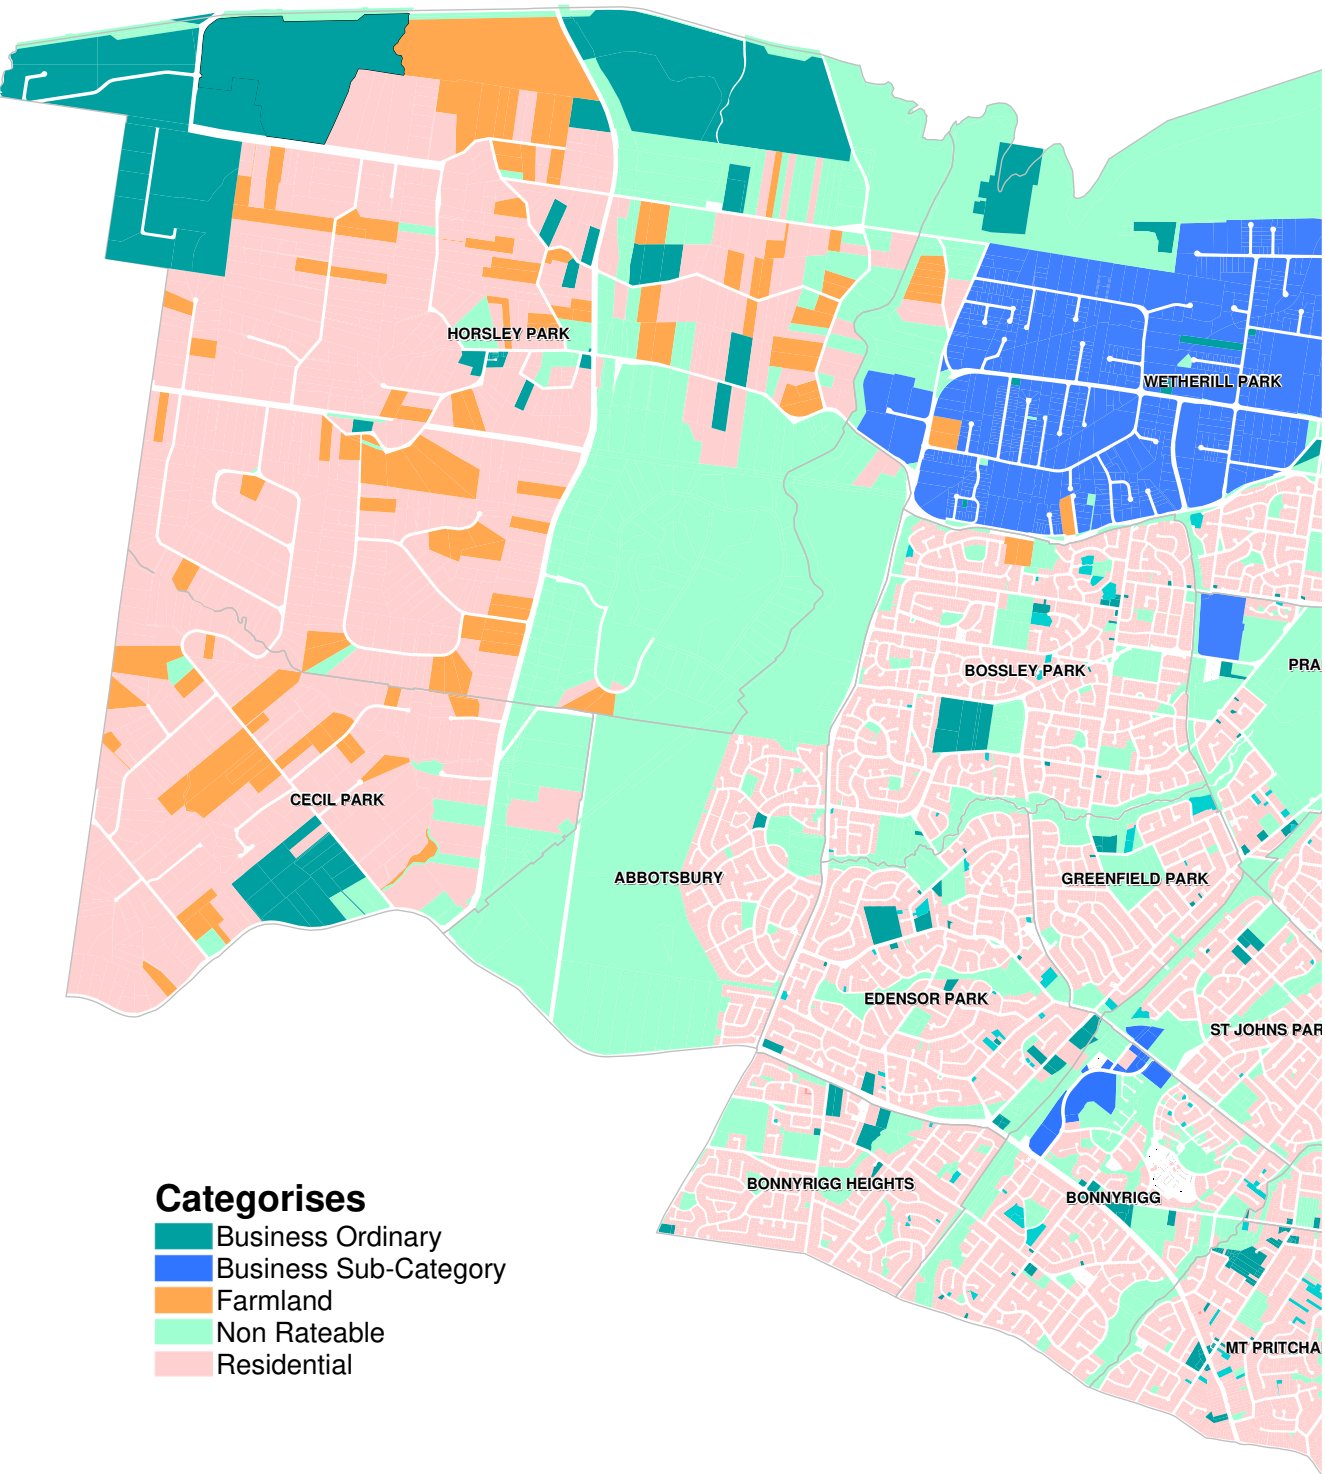 HORSLEY PARK
WETHERILL PARK
BOSSLEY PARK
PRA
CECIL PARK
ABBOTSBURY
GREENFIELD PARK
EDENSOR PARK
ST JOHNS PAR
BONNYRIGG HEIGHTS
BONNYRIGG
MT PRITCHA
Categorises
Business Ordinary
Business Sub-Category
Farmland
Non Rateable
Residential